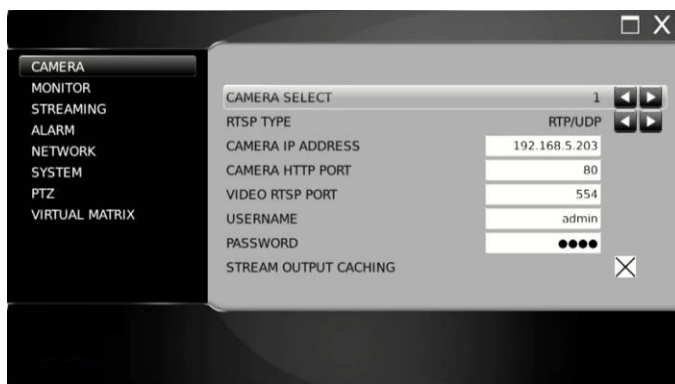 CAMERA
MONITOR
STREAMING
ALARM
NETWORK
SYSTEM
PTZ
VIRTUAL MATRIX
CAMERA SELECT 1
RTSP TYPE RTP/UDP
CAMERA IP ADDRESS 192.168.5.203
CAMERA HTTP PORT 80
VIDEO RTSP PORT 554
USERNAME admin
PASSWORD ●●●●
STREAM OUTPUT CACHING